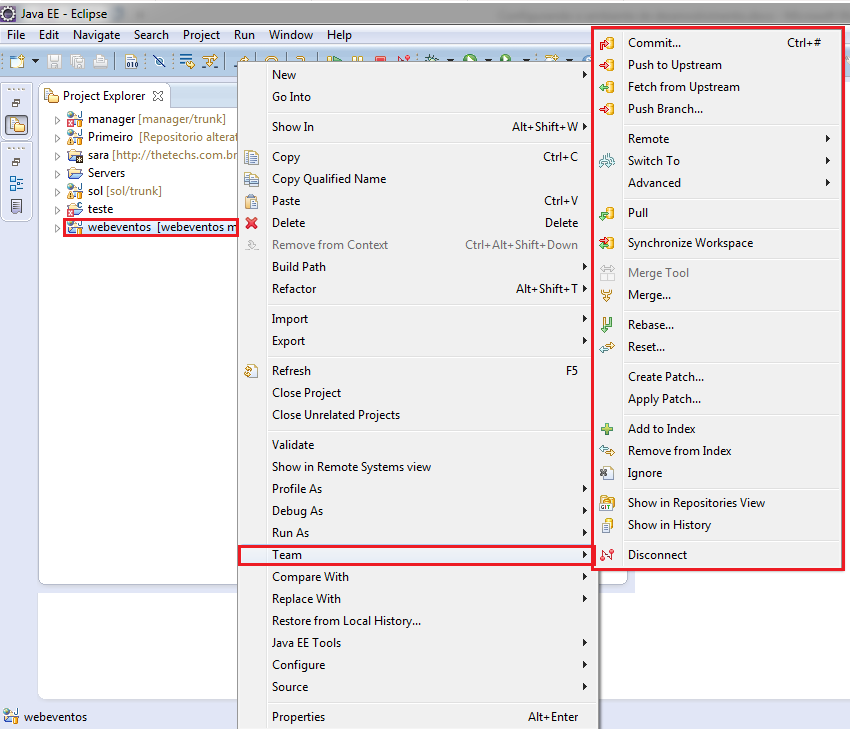 Java EE - Eclipse
File Edit Navigate Search Project Run Window Help
Project Explorer
manager [manager/trunk]
Primeiro [Repositorio alterat
sara [http://thetechs.com.br
Servers
sol [sol/trunk]
teste
webeventos [webeventos m
New
Go Into
Show In Alt+Shift+W
Copy Ctrl+C
Copy Qualified Name
Paste Ctrl+V
Delete Delete
Remove from Context Ctrl+Alt+Shift+Down
Build Path
Refactor Alt+Shift+T
Import
Export
Refresh F5
Close Project
Close Unrelated Projects
Validate
Show in Remote Systems view
Profile As
Debug As
Run As
Team
Compare With
Replace With
Restore from Local History...
Java EE Tools
Configure
Source
Properties Alt+Enter
Commit... Ctrl+#
Push to Upstream
Fetch from Upstream
Push Branch...
Remote
Switch To
Advanced
Pull
Synchronize Workspace
Merge Tool
Merge...
Rebase...
Reset...
Create Patch...
Apply Patch...
Add to Index
Remove from Index
Ignore
GIT
Show in Repositories View
Show in History
Disconnect
webeventos